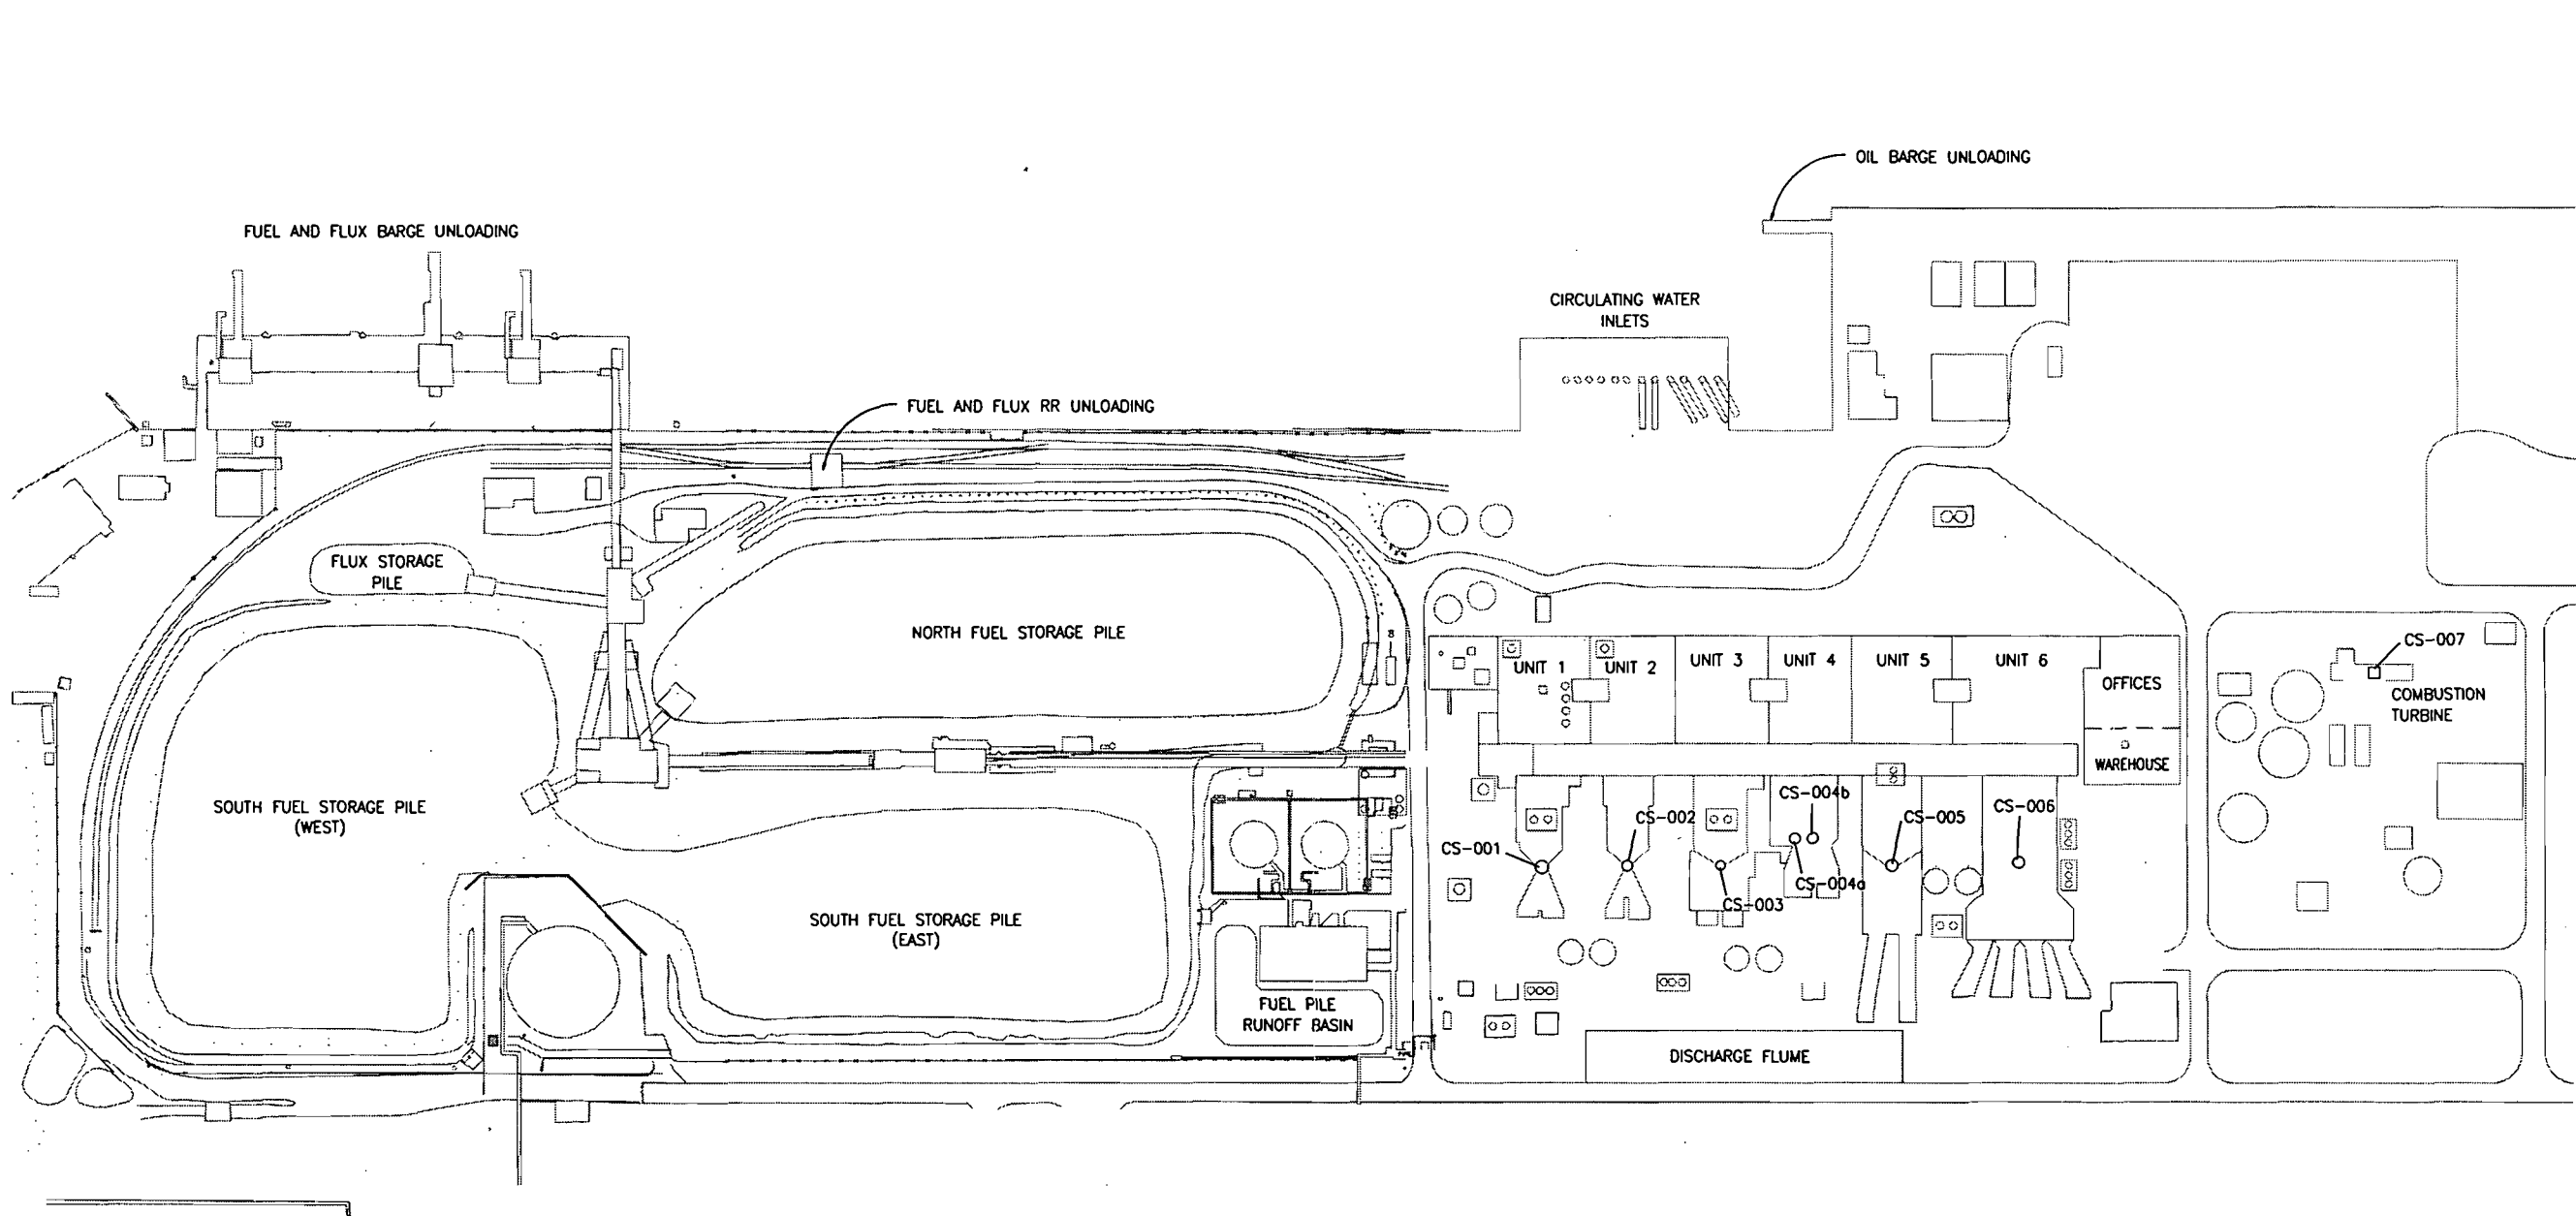 OIL BARGE UNLOADING
FUEL AND FLUX BARGE UNLOADING
CIRCULATING WATER
INLETS
FUEL AND FLUX RR UNLOADING
FLUX STORAGE
PILE
NORTH FUEL STORAGE PILE
UNIT 1
UNIT 2
UNIT 3
UNIT 4
UNIT 5
UNIT 6
OFFICES
WAREHOUSE
CS-007
COMBUSTION
TURBINE
SOUTH FUEL STORAGE PILE
(WEST)
CS-001
CS-002
CS-003
CS-004b
CS-004a
CS-005
CS-006
SOUTH FUEL STORAGE PILE
(EAST)
FUEL PILE
RUNOFF BASIN
DISCHARGE FLUME